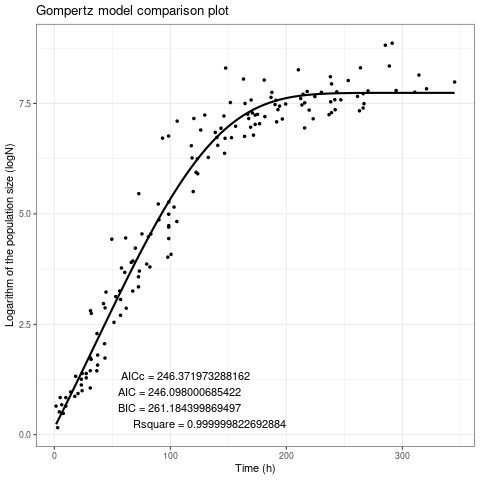 Gompertz model comparison plot
Logarithm of the population size (logN)
7.5
5.0
2.5
0.0
AICc = 246.371973288162
AIC = 246.098000685422
BIC = 261.184399869497
Rsquare = 0.999999822692884
0 100 200 300
Time (h)